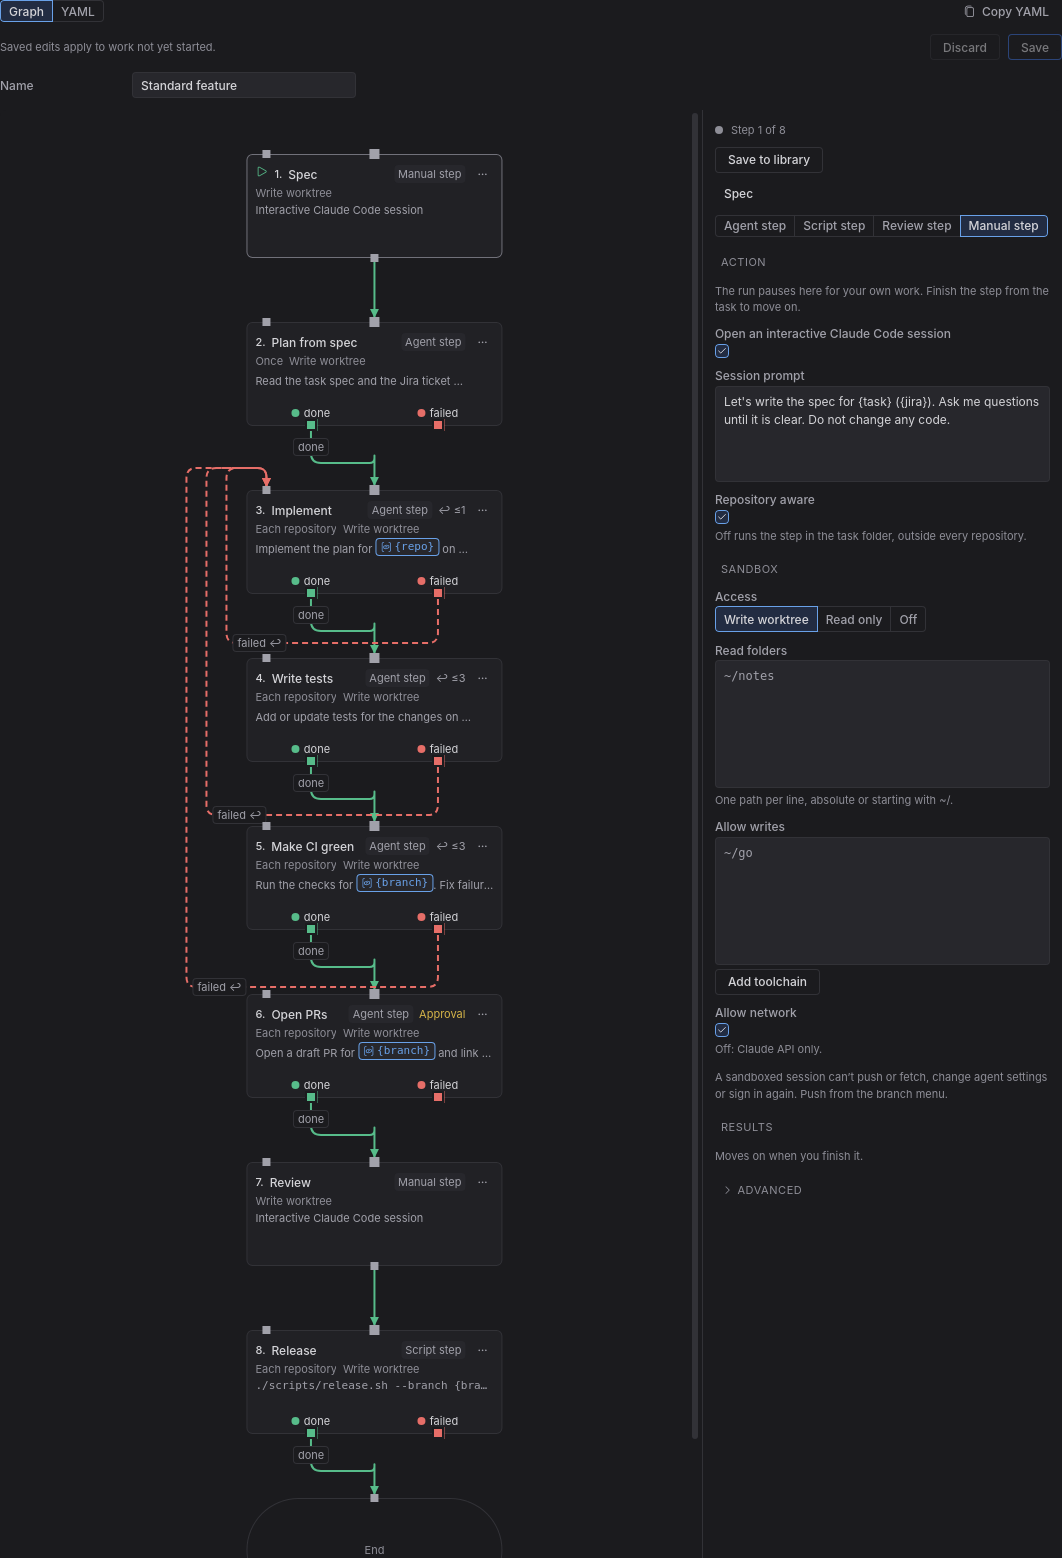 Graph YAML
Copy YAML
Saved edits apply to work not yet started.
Discard Save
Name Standard feature
1. Spec Manual step ...
Write worktree
Interactive Claude Code session
2. Plan from spec Agent step ...
Once Write worktree
Read the task spec and the Jira ticket ...
done failed
done
3. Implement Agent step ↩ ≤1 ...
Each repository Write worktree
Implement the plan for {repo} on ...
done failed
done
failed ↩
4. Write tests Agent step ↩ ≤3 ...
Each repository Write worktree
Add or update tests for the changes on ...
done failed
done
failed ↩
5. Make CI green Agent step ↩ ≤3 ...
Each repository Write worktree
Run the checks for {branch}. Fix failur...
done failed
done
failed ↩
6. Open PRs Agent step Approval ...
Each repository Write worktree
Open a draft PR for {branch} and link ...
done failed
done
7. Review Manual step ...
Write worktree
Interactive Claude Code session
8. Release Script step ...
Each repository Write worktree
./scripts/release.sh --branch {bra…
done failed
done
End
Step 1 of 8
Save to library
Spec
Agent step Script step Review step Manual step
ACTION
The run pauses here for your own work. Finish the step from the
task to move on.
Open an interactive Claude Code session
Session prompt
Let's write the spec for {task} ({jira}). Ask me questions
until it is clear. Do not change any code.
Repository aware
Off runs the step in the task folder, outside every repository.
SANDBOX
Access
Write worktree Read only Off
Read folders
~/notes
One path per line, absolute or starting with ~/.
Allow writes
~/go
Add toolchain
Allow network
Off: Claude API only.
A sandboxed session can't push or fetch, change agent settings
or sign in again. Push from the branch menu.
RESULTS
Moves on when you finish it.
ADVANCED